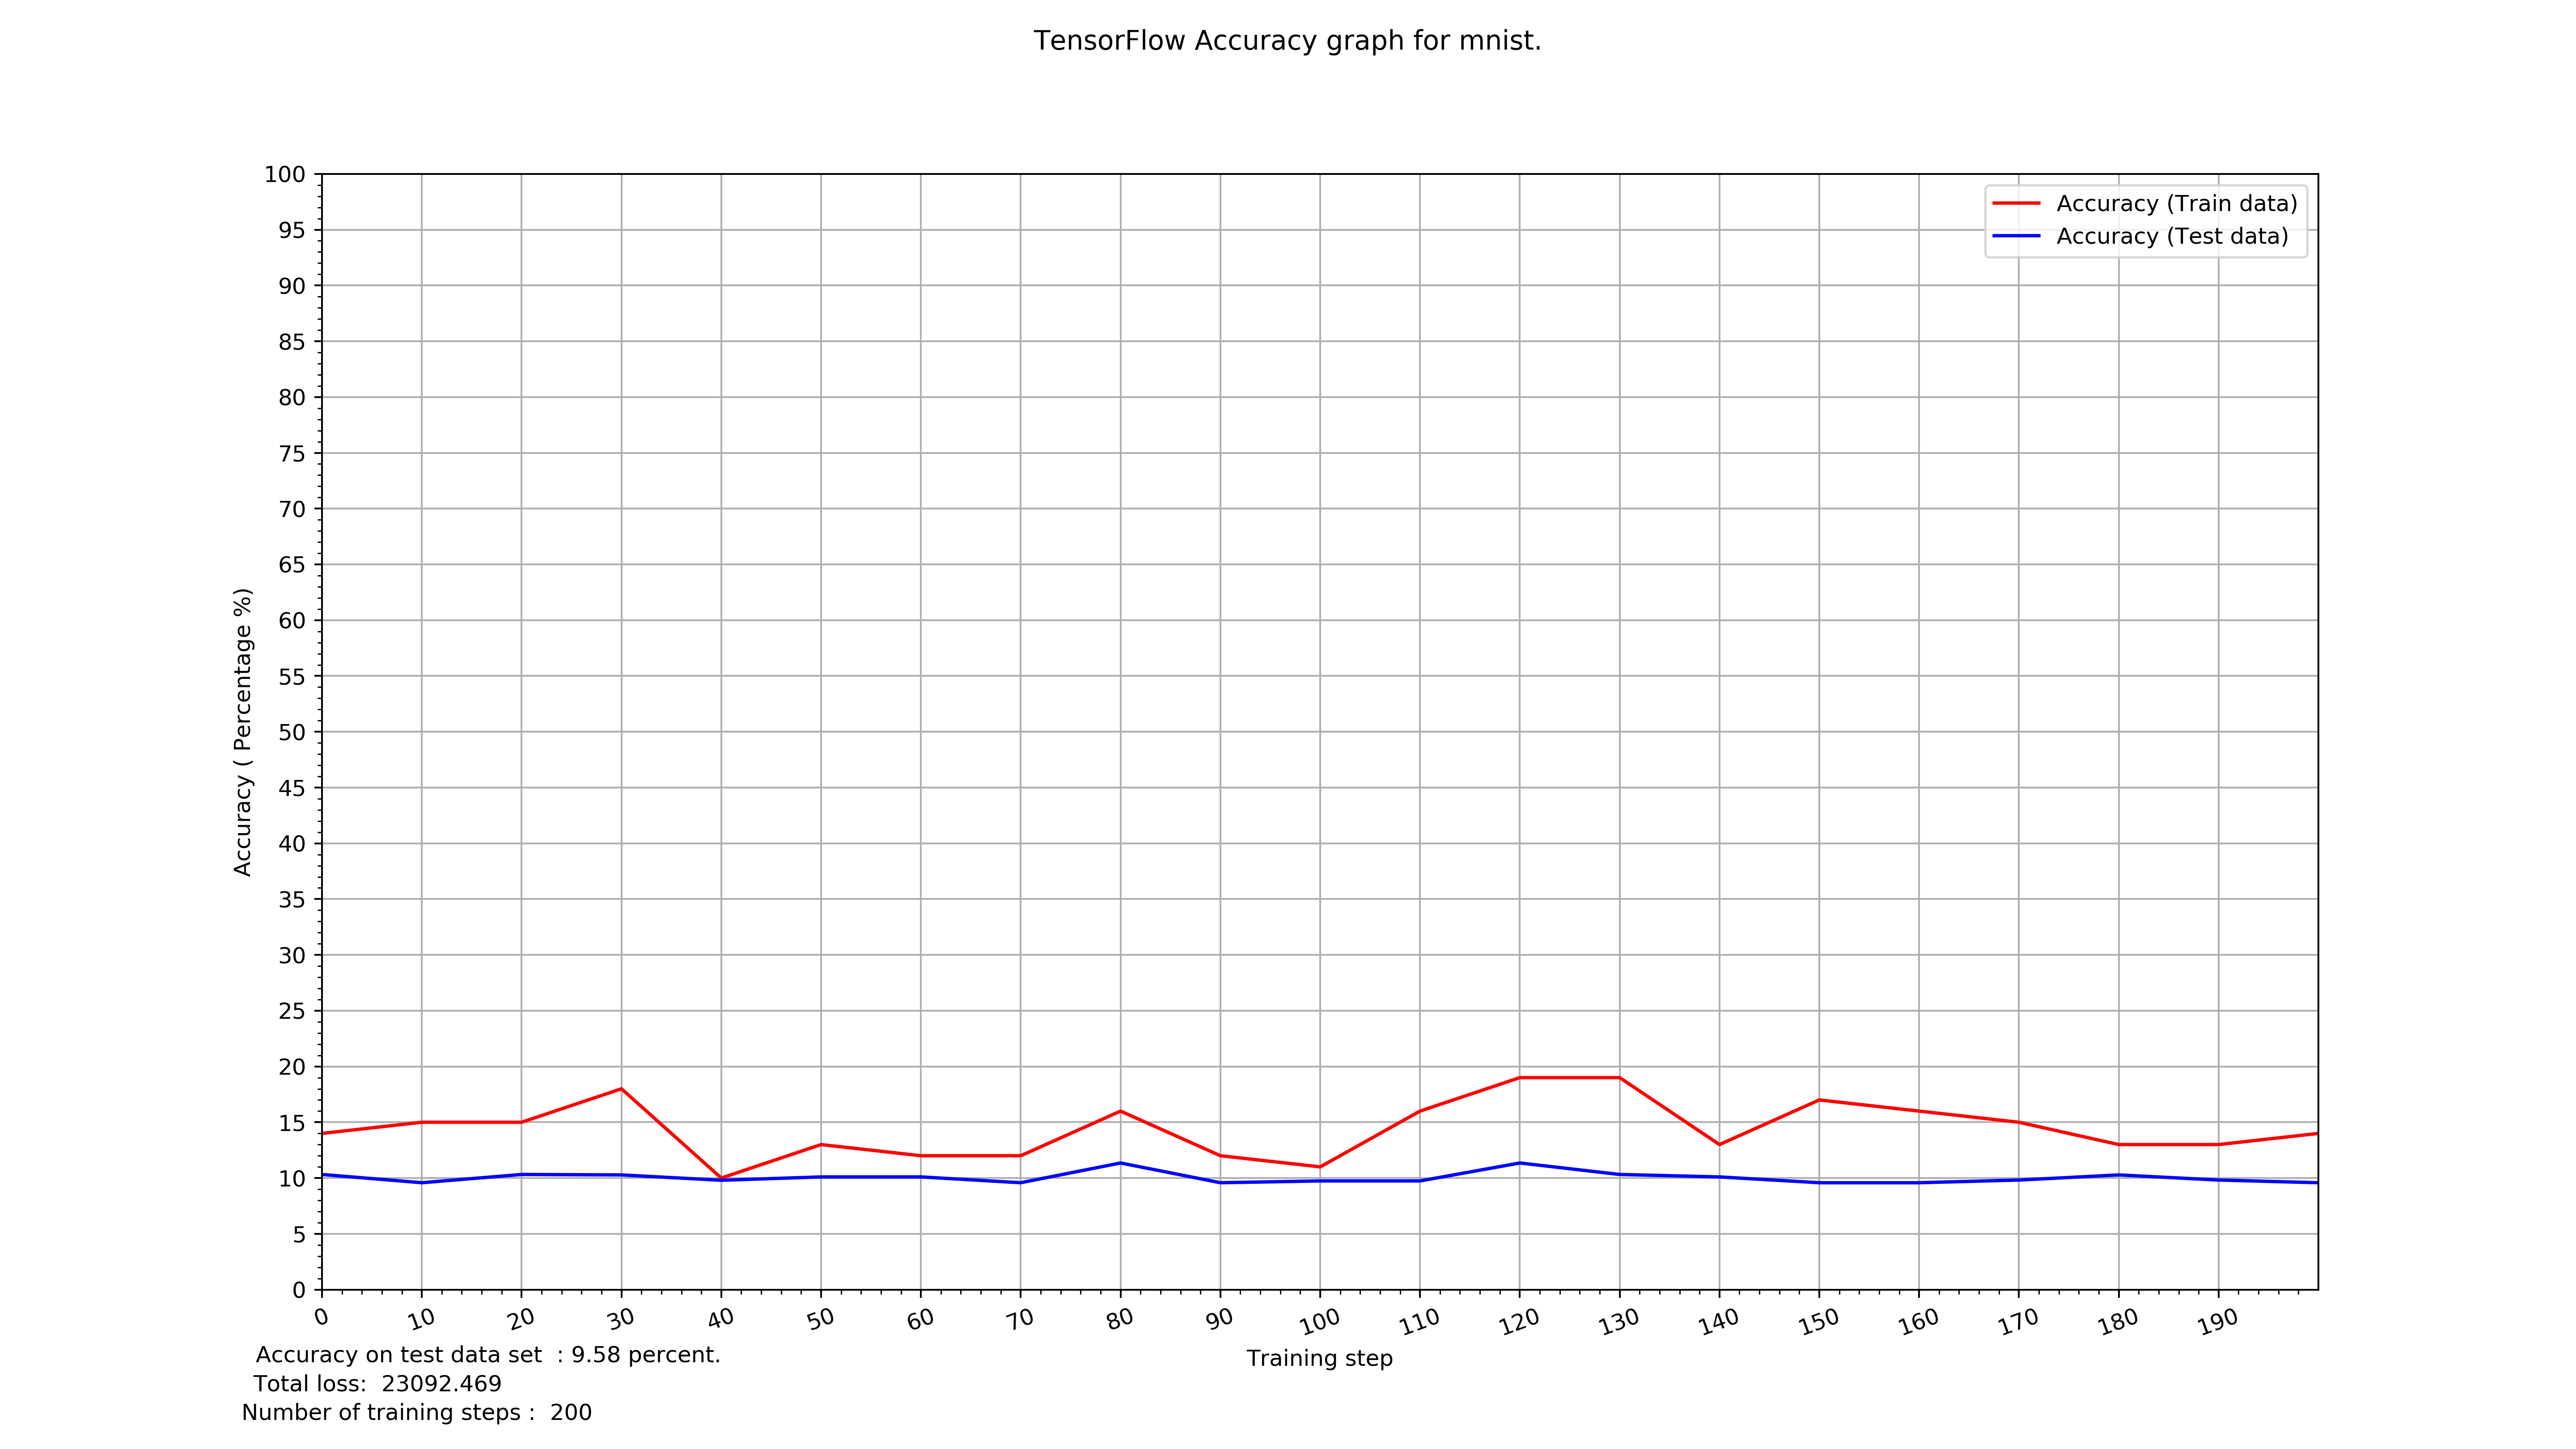 TensorFlow Accuracy graph for mnist.
Accuracy (Train data)
Accuracy (Test data)
Accuracy ( Percentage %)
100
95
90
85
80
75
70
65
60
55
50
45
40
35
30
25
20
15
10
5
0
0 10 20 30 40 50 60 70 80 90 100 110 120 130 140 150 160 170 180 190
Training step
Accuracy on test data set : 9.58 percent.
Total loss: 23092.469
Number of training steps : 200